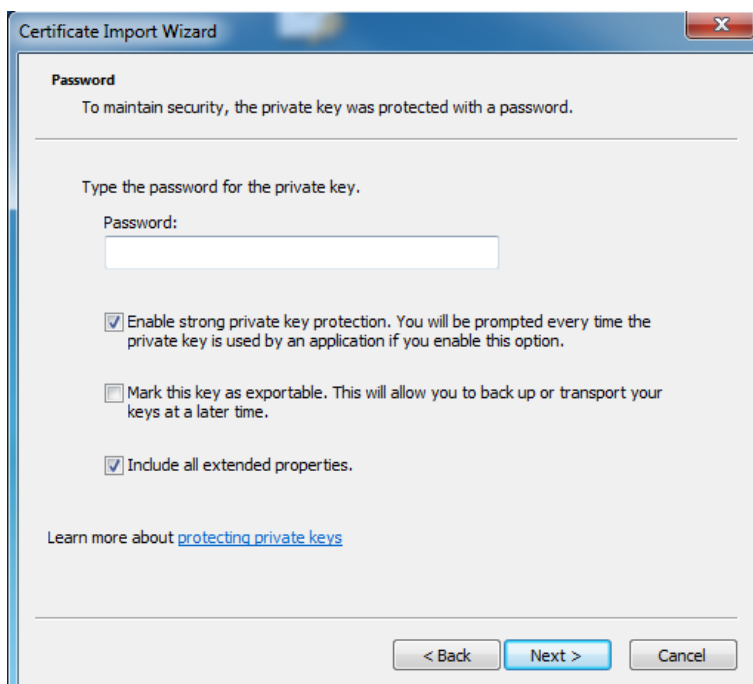 Certificate Import Wizard
Password
To maintain security, the private key was protected with a password.
Type the password for the private key.
Password:
Enable strong private key protection. You will be prompted every time the
private key is used by an application if you enable this option.
Mark this key as exportable. This will allow you to back up or transport your
keys at a later time.
Include all extended properties.
Learn more about protecting private keys
< Back Next > Cancel